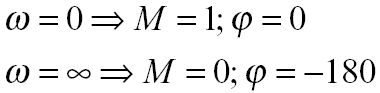 ω = 0 ⇒ M = 1; φ = 0
ω = ∞ ⇒ M = 0; φ = −180